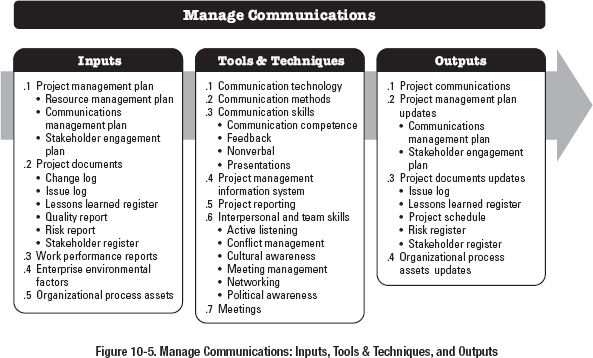 Manage Communications
Inputs
.1 Project management plan
• Resource management plan
• Communications
management plan
• Stakeholder engagement
plan
.2 Project documents
• Change log
• Issue log
• Lessons learned register
• Quality report
• Risk report
• Stakeholder register
.3 Work performance reports
.4 Enterprise environmental
factors
.5 Organizational process assets
Tools & Techniques
.1 Communication technology
.2 Communication methods
.3 Communication skills
• Communication competence
• Feedback
• Nonverbal
• Presentations
.4 Project management
information system
.5 Project reporting
.6 Interpersonal and team skills
• Active listening
• Conflict management
• Cultural awareness
• Meeting management
• Networking
• Political awareness
.7 Meetings
Outputs
.1 Project communications
.2 Project management plan
updates
• Communications
management plan
• Stakeholder engagement
plan
.3 Project documents updates
• Issue log
• Lessons learned register
• Project schedule
• Risk register
• Stakeholder register
.4 Organizational process
assets updates
Figure 10-5. Manage Communications: Inputs, Tools & Techniques, and Outputs